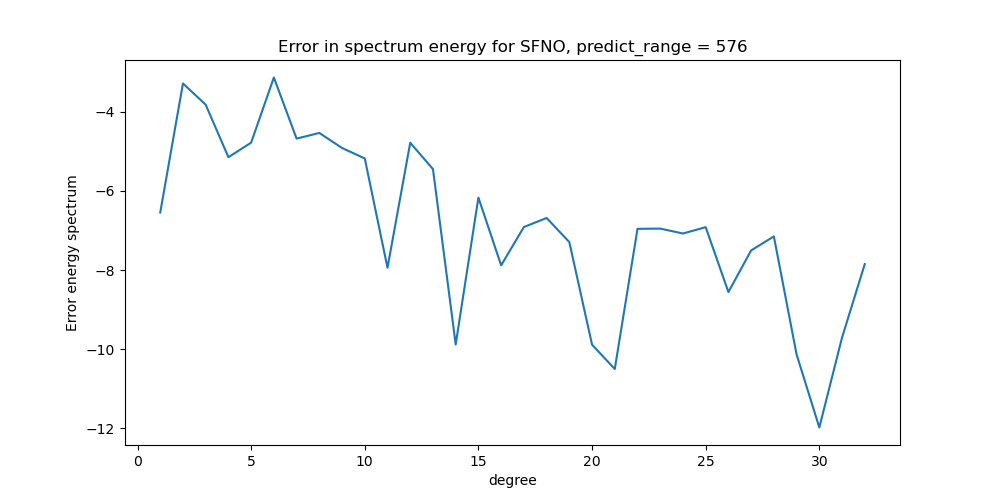 Error in spectrum energy for SFNO, predict_range = 576
Error energy spectrum
−4
−6
−8
−10
−12
0 5 10 15 20 25 30
degree